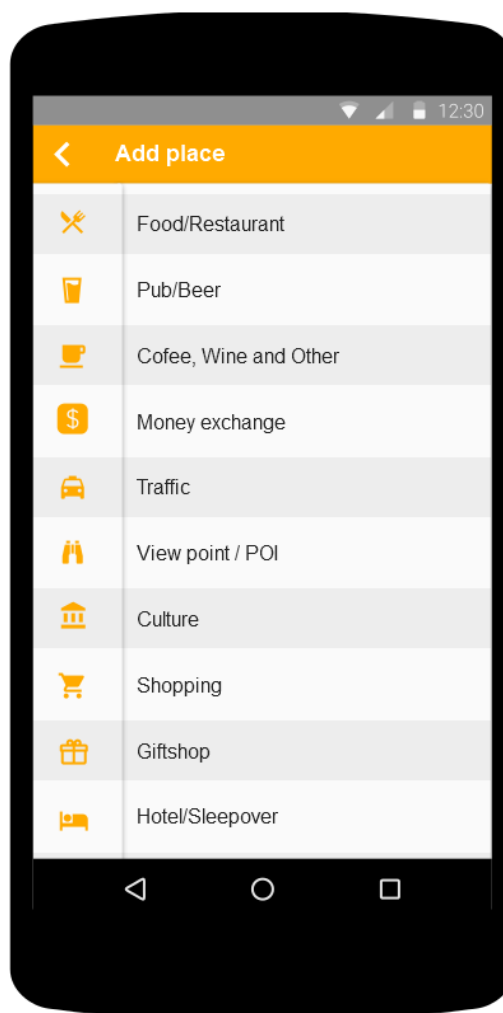 12:30
Add place
Food/Restaurant
Pub/Beer
Cofee, Wine and Other
$
Money exchange
Traffic
View point / POI
Culture
Shopping
Giftshop
Hotel/Sleepover